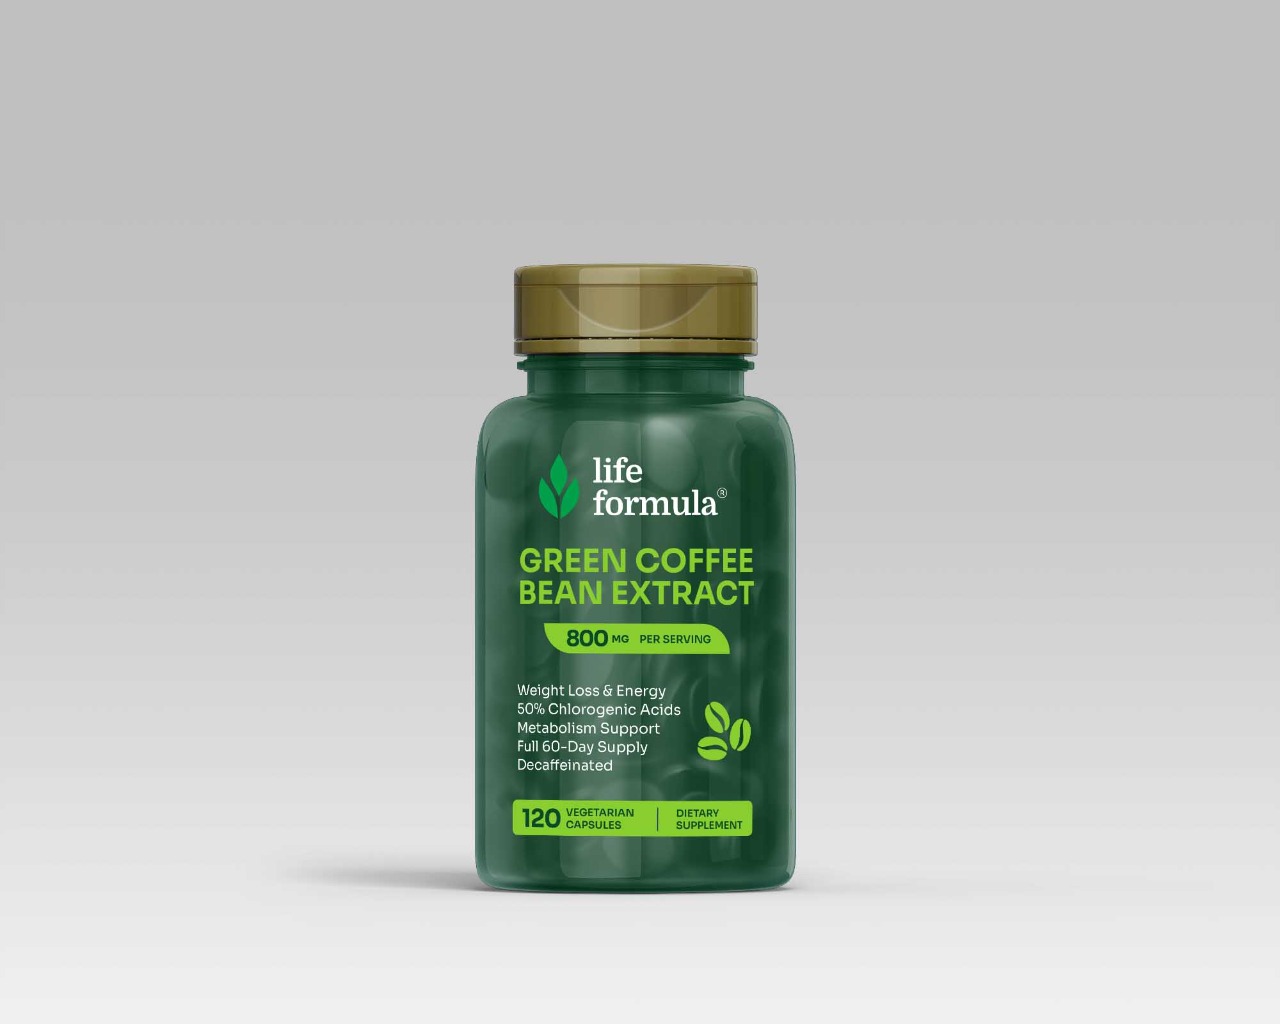 life
formula®
GREEN COFFEE
BEAN EXTRACT
800 MG PER SERVING
Weight Loss & Energy
50% Chlorogenic Acids
Metabolism Support
Full 60-Day Supply
Decaffeinated
120 VEGETARIAN CAPSULES
DIETARY SUPPLEMENT